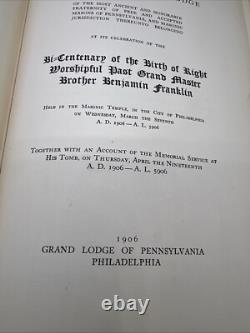 OF THE MOST ANCIENT AND HONORABLE
FRATERNITY OF FREE AND ACCEPTED
MASONS OF PENNSYLVANIA AND MASONIC
JURISDICTION THEREUNTO BELONGING
AT ITS CELEBRATION OF THE
Bi-Centenary of the Birth of Right
Worshipful Past Grand Master
Brother Benjamin Franklin
HELD IN THE MASONIC TEMPLE, IN THE CITY OF PHILADELPHIA
ON WEDNESDAY, MARCH THE SEVENTH
A. D. 1906—A. L. 5906
TOGETHER WITH AN ACCOUNT OF THE MEMORIAL SERVICE AT
HIS TOMB, ON THURSDAY, APRIL THE NINETEENTH
A. D. 1906—A. L. 5906
1906
GRAND LODGE OF PENNSYLVANIA
PHILADELPHIA